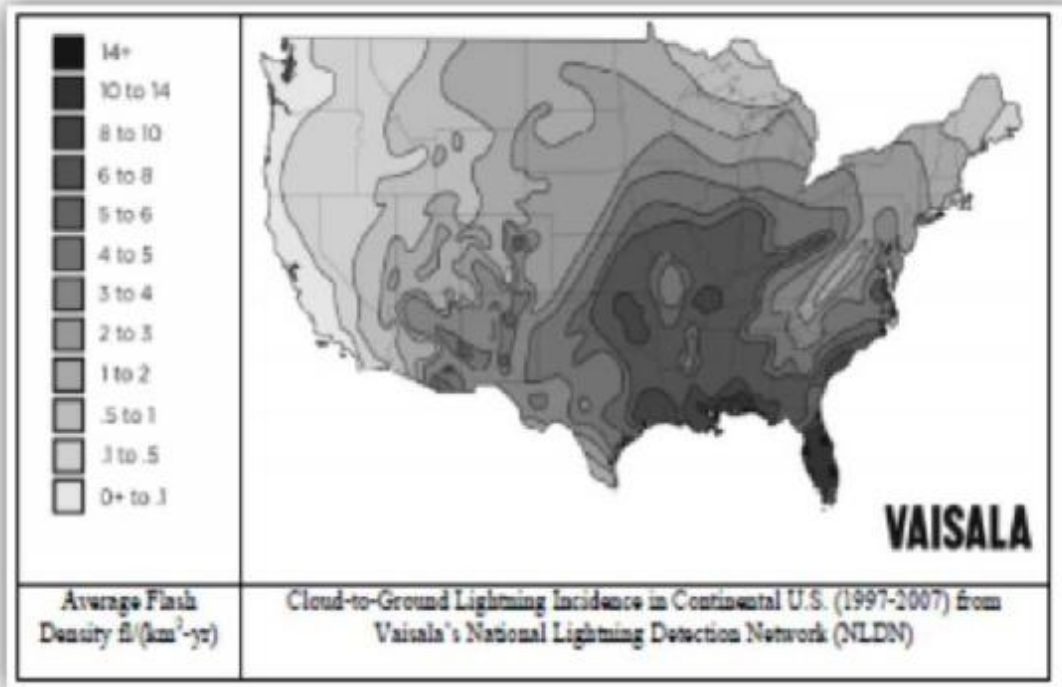 14+
10 to 14
8 to 10
6 to 8
5 to 6
4 to 5
3 to 4
2 to 3
1 to 2
.5 to 1
.1 to .5
0+ to .1
VAISALA
Average Flash
Density fl/(km²-yr)
Cloud-to-Ground Lightning Incidence in Continental U.S. (1997-2007) from
Vaisala's National Lightning Detection Network (NLDN)